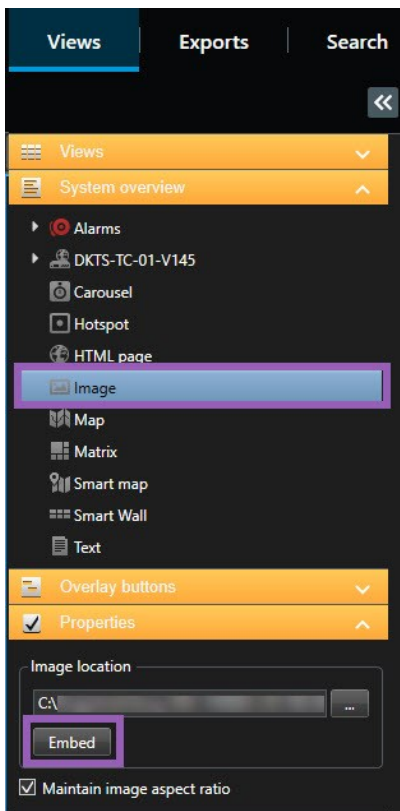 Views Exports Search
Views
System overview
Alarms
DKTS-TC-01-V145
Carousel
Hotspot
HTML page
Image
Map
Matrix
Smart map
Smart Wall
Text
Overlay buttons
Properties
Image location
C:\
...
Embed
Maintain image aspect ratio